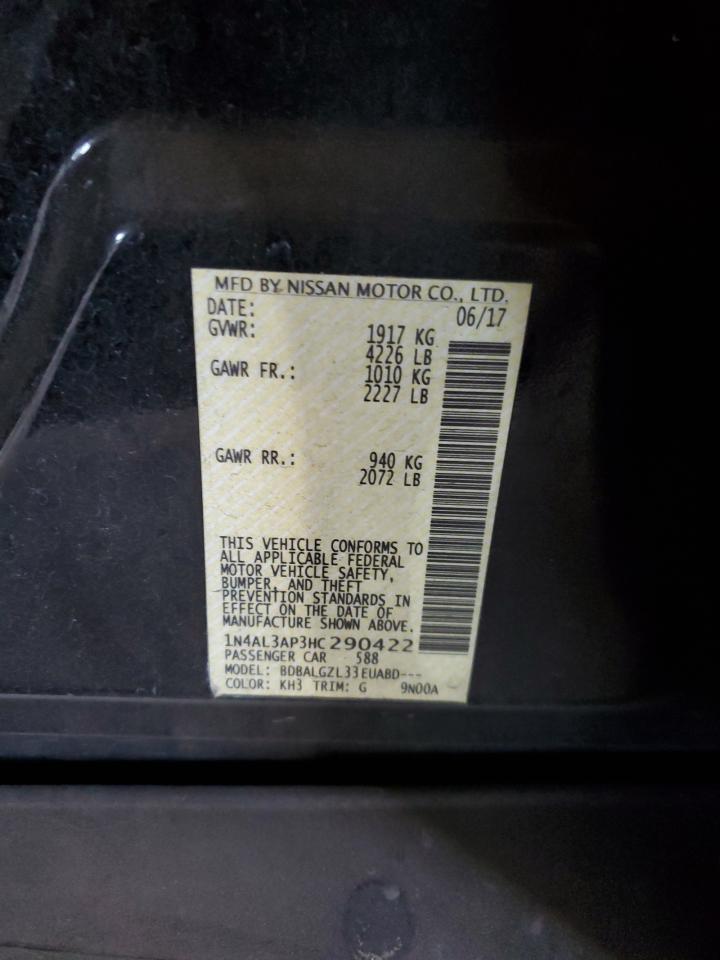 MFD BY NISSAN MOTOR CO., LTD.
DATE: 06/17
GVWR: 1917 KG
4226 LB
GAWR FR.: 1010 KG
2227 LB
GAWR RR.: 940 KG
2072 LB
THIS VEHICLE CONFORMS TO
ALL APPLICABLE FEDERAL
MOTOR VEHICLE SAFETY,
BUMPER, AND THEFT
PREVENTION STANDARDS IN
EFFECT ON THE DATE OF
MANUFACTURE SHOWN ABOVE.
1N4AL3AP3HC290422
PASSENGER CAR 588
MODEL: BDBALGZL33EUABD---
COLOR: KH3 TRIM: G 9N00A